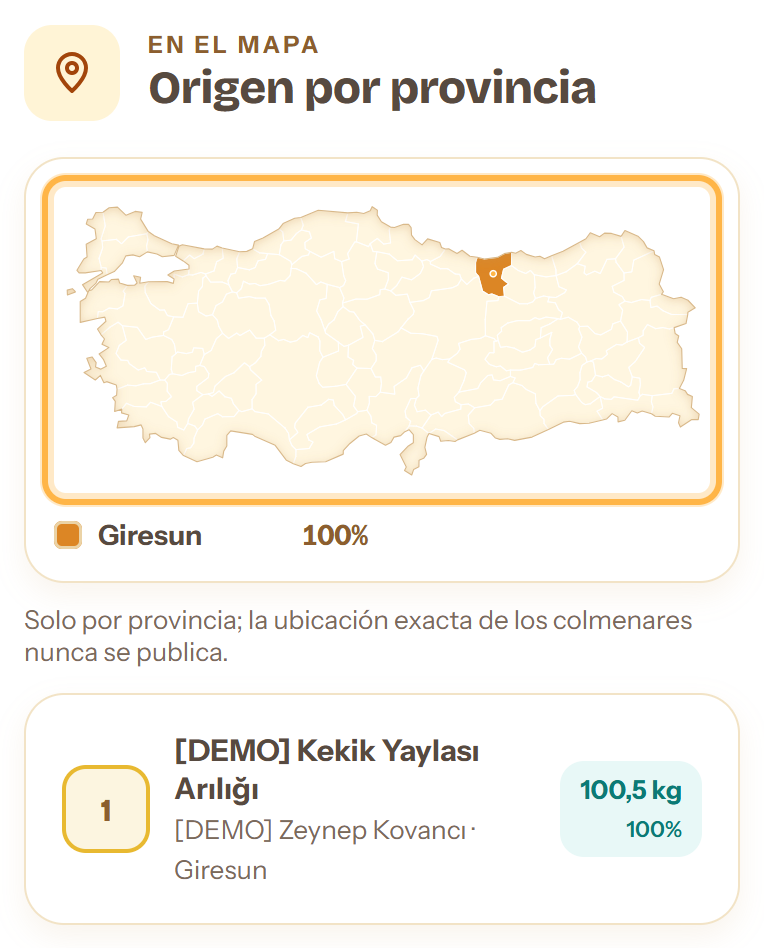 EN EL MAPA
Origen por provincia
Giresun 100%
Solo por provincia; la ubicación exacta de los colmenares
nunca se publica.
1
[DEMO] Kekik Yaylası
Arılığı
[DEMO] Zeynep Kovancı ·
Giresun
100,5 kg
100%